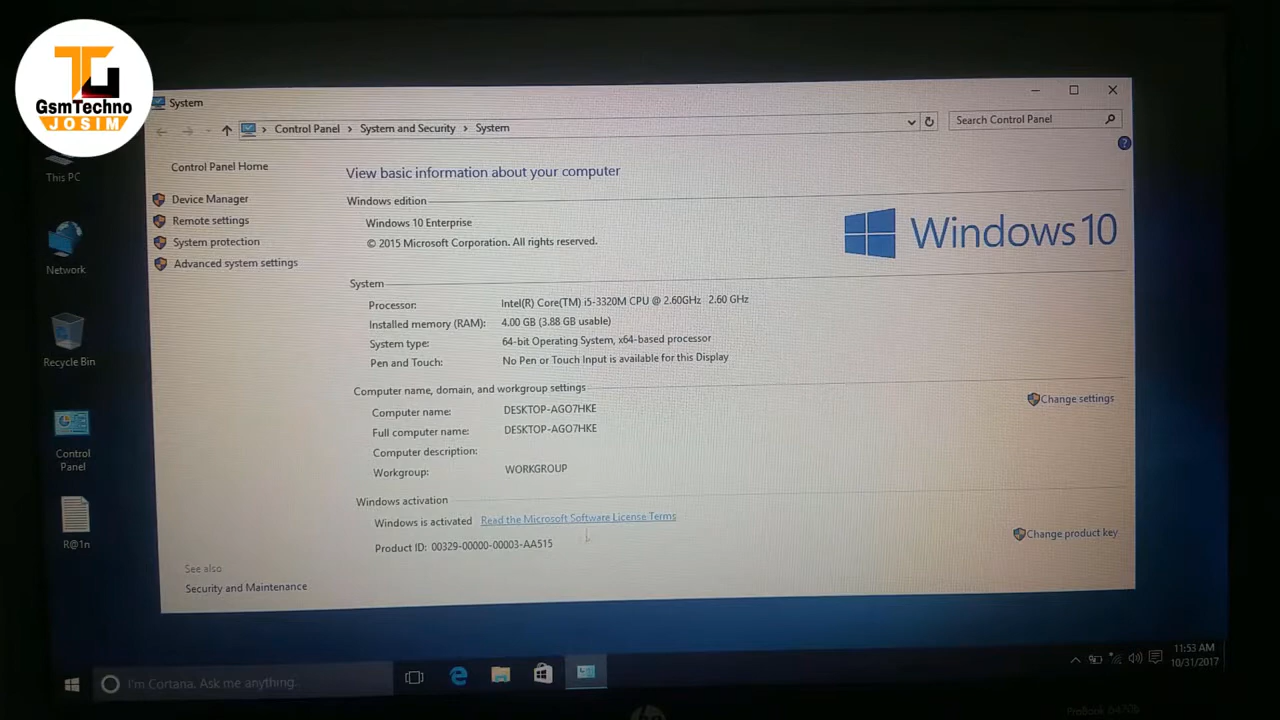 GsmTechno
JOSIM
System
Control Panel > System and Security > System
Search Control Panel
Control Panel Home
Device Manager
Remote settings
System protection
Advanced system settings
See also
Security and Maintenance
View basic information about your computer
Windows edition
Windows 10 Enterprise
© 2015 Microsoft Corporation. All rights reserved.
Windows 10
System
Processor: Intel(R) Core(TM) i5-3320M CPU @ 2.60GHz 2.60 GHz
Installed memory (RAM): 4.00 GB (3.88 GB usable)
System type: 64-bit Operating System, x64-based processor
Pen and Touch: No Pen or Touch Input is available for this Display
Computer name, domain, and workgroup settings
Computer name: DESKTOP-AGO7HKE
Change settings
Full computer name: DESKTOP-AGO7HKE
Computer description:
Workgroup: WORKGROUP
Windows activation
Windows is activated Read the Microsoft Software License Terms
Product ID: 00329-00000-00003-AA515
Change product key
This PC
Network
Recycle Bin
Control
Panel
R@1n
I'm Cortana. Ask me anything.
11:53 AM
10/31/2017
hp